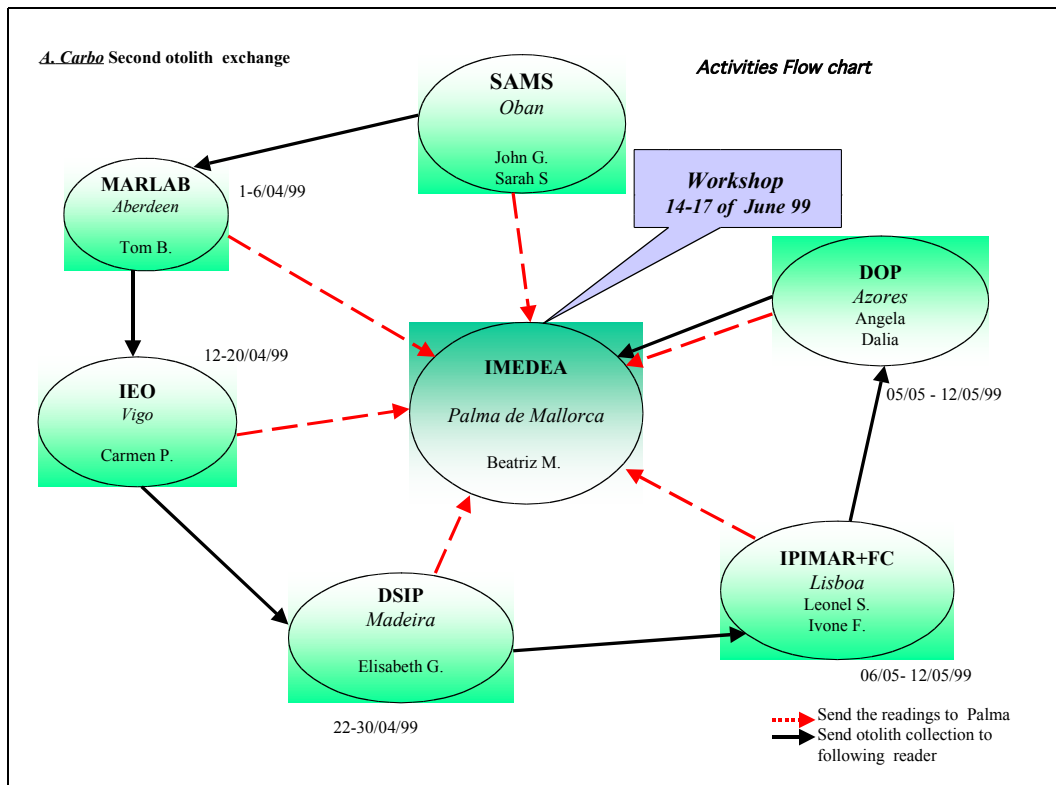 A. Carbo Second otolith exchange
Activities Flow chart
SAMS
Oban
John G.
Sarah S
MARLAB
Aberdeen
Tom B.
1-6/04/99
Workshop
14-17 of June 99
DOP
Azores
Angela
Dalia
05/05 - 12/05/99
IMEDEA
Palma de Mallorca
Beatriz M.
12-20/04/99
IEO
Vigo
Carmen P.
DSIP
Madeira
Elisabeth G.
22-30/04/99
IPIMAR+FC
Lisboa
Leonel S.
Ivone F.
06/05- 12/05/99
Send the readings to Palma
Send otolith collection to
following reader